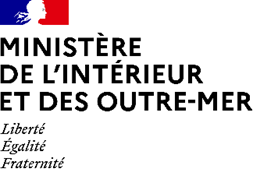 MINISTÈRE
DE L'INTÉRIEUR
ET DES OUTRE-MER
Liberté
Égalité
Fraternité